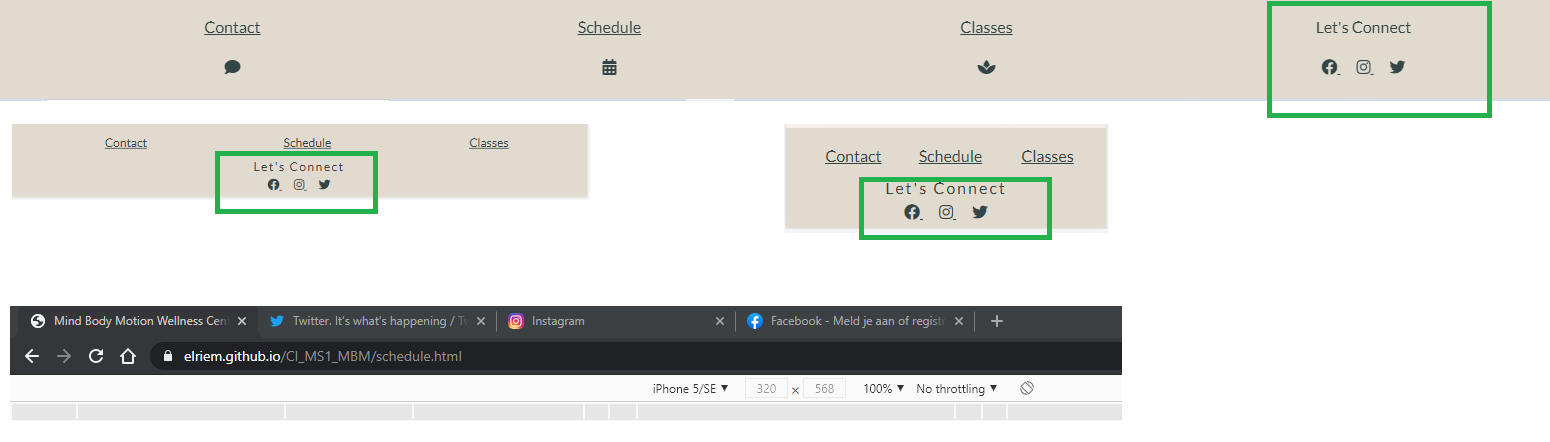 Contact Schedule Classes Let's Connect
Contact Schedule Classes
Let's Connect
Contact Schedule Classes
Let's Connect
Mind Body Motion Wellness Cen Twitter. It's what's happening / Tw Instagram Facebook - Meld je aan of registr
elriem.github.io/CI_MS1_MBM/schedule.html
iPhone 5/SE ▼ 320 x 568 100% ▼ No throttling ▼